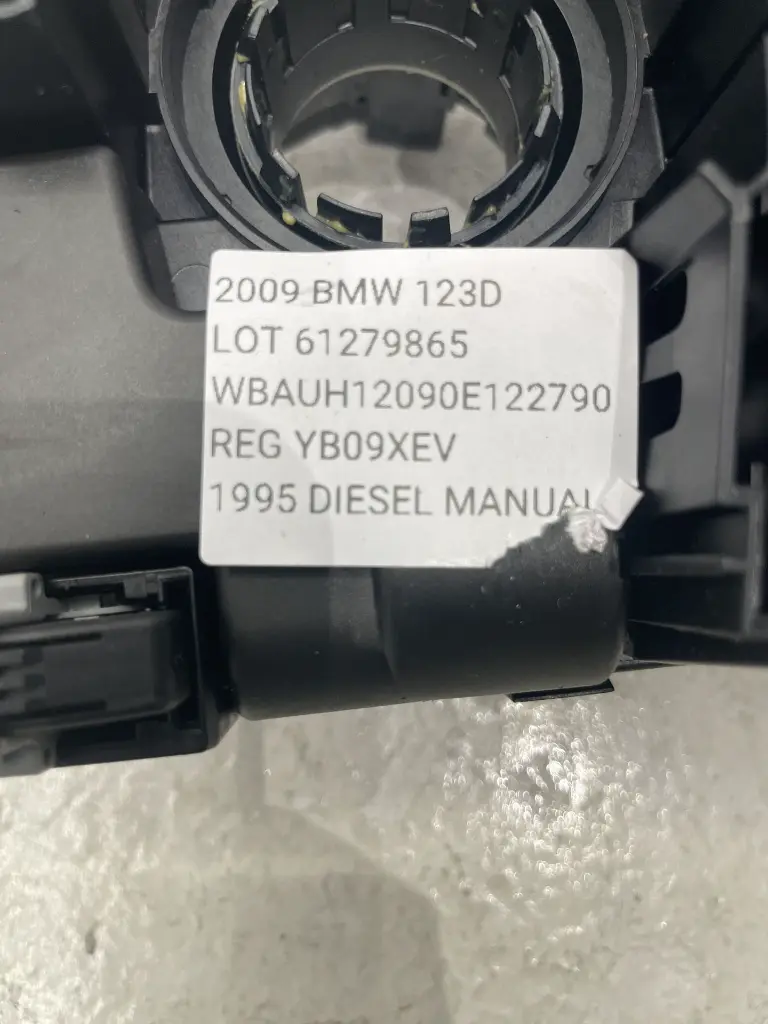 2009 BMW 123D
LOT 61279865
WBAUH12090E122790
REG YB09XEV
1995 DIESEL MANUAL